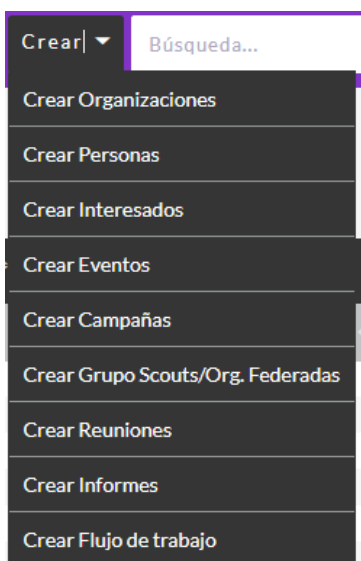 Crear
Búsqueda...
Crear Organizaciones
Crear Personas
Crear Interesados
Crear Eventos
Crear Campañas
Crear Grupo Scouts/Org. Federadas
Crear Reuniones
Crear Informes
Crear Flujo de trabajo